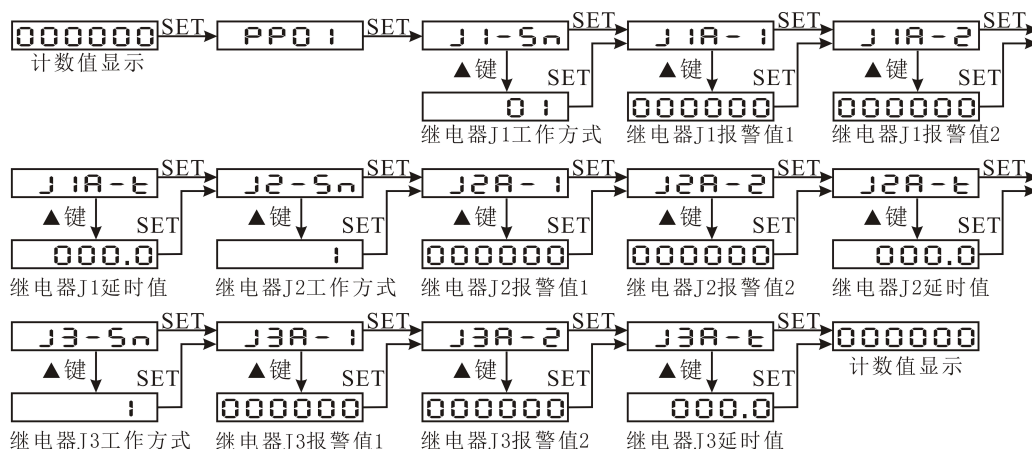 000000 SET PP01 SET J1-Sn SET J1A-1 SET J1A-2 SET
计数值显示
▲键 SET ▲键 SET ▲键 SET
01 000000 000000
继电器J1工作方式 继电器J1报警值1 继电器J1报警值2
J1A-t SET J2-Sn SET J2A-1 SET J2A-2 SET J2A-t SET
▲键 SET ▲键 SET ▲键 SET ▲键 SET ▲键 SET
000.0 1 000000 000000 000.0
继电器J1延时值 继电器J2工作方式 继电器J2报警值1 继电器J2报警值2 继电器J2延时值
J3-Sn SET J3A-1 SET J3A-2 SET J3A-t SET 000000
计数值显示
▲键 SET ▲键 SET ▲键 SET ▲键 SET
1 000000 000000 000.0
继电器J3工作方式 继电器J3报警值1 继电器J3报警值2 继电器J3延时值